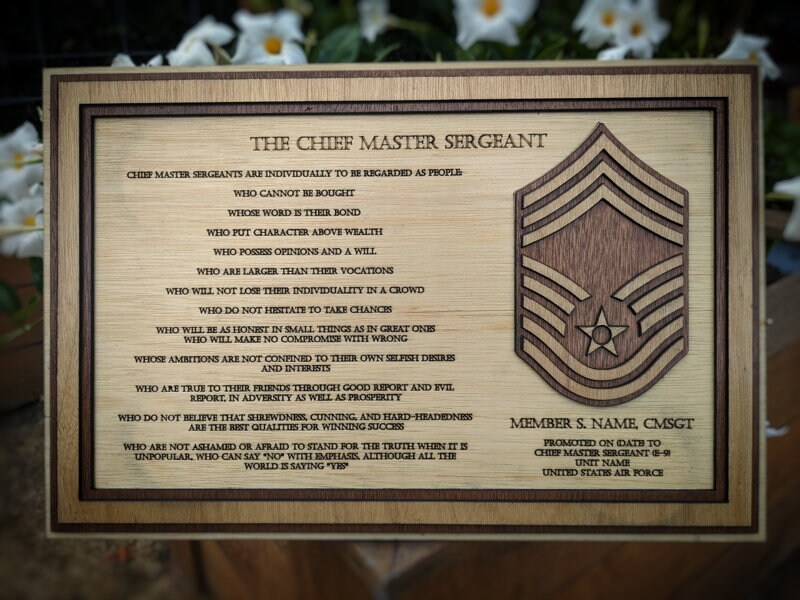 THE CHIEF MASTER SERGEANT
CHIEF MASTER SERGEANTS ARE INDIVIDUALLY TO BE REGARDED AS PEOPLE:
WHO CANNOT BE BOUGHT
WHOSE WORD IS THEIR BOND
WHO PUT CHARACTER ABOVE WEALTH
WHO POSSESS OPINIONS AND A WILL
WHO ARE LARGER THAN THEIR VOCATIONS
WHO WILL NOT LOSE THEIR INDIVIDUALITY IN A CROWD
WHO DO NOT HESITATE TO TAKE CHANCES
WHO WILL BE AS HONEST IN SMALL THINGS AS IN GREAT ONES
WHO WILL MAKE NO COMPROMISE WITH WRONG
WHOSE AMBITIONS ARE NOT CONFINED TO THEIR OWN SELFISH DESIRES
AND INTERESTS
WHO ARE TRUE TO THEIR FRIENDS THROUGH GOOD REPORT AND EVIL
REPORT, IN ADVERSITY AS WELL AS PROSPERITY
WHO DO NOT BELIEVE THAT SHREWDNESS, CUNNING, AND HARD-HEADEDNESS
ARE THE BEST QUALITIES FOR WINNING SUCCESS
WHO ARE NOT ASHAMED OR AFRAID TO STAND FOR THE TRUTH WHEN IT IS
UNPOPULAR, WHO CAN SAY "NO" WITH EMPHASIS, ALTHOUGH ALL THE
WORLD IS SAYING "YES"
MEMBER S. NAME, CMSGT
PROMOTED ON (DATE) TO
CHIEF MASTER SERGEANT (E-9)
UNIT NAME
UNITED STATES AIR FORCE